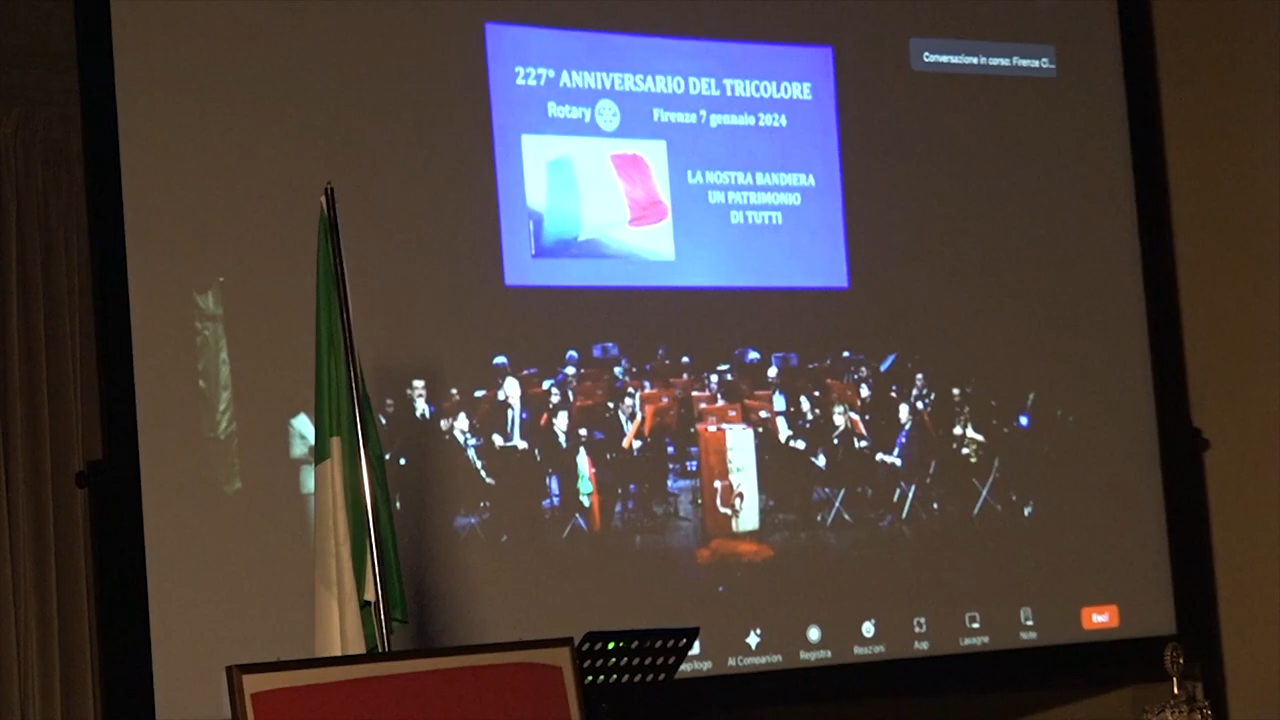 Conversazione in corso: Firenze Cl...
227° ANNIVERSARIO DEL TRICOLORE
Rotary
Firenze 7 gennaio 2024
LA NOSTRA BANDIERA
UN PATRIMONIO
DI TUTTI
AI Companion
Registra
Reazioni
App
Lavagne
Note
Esci